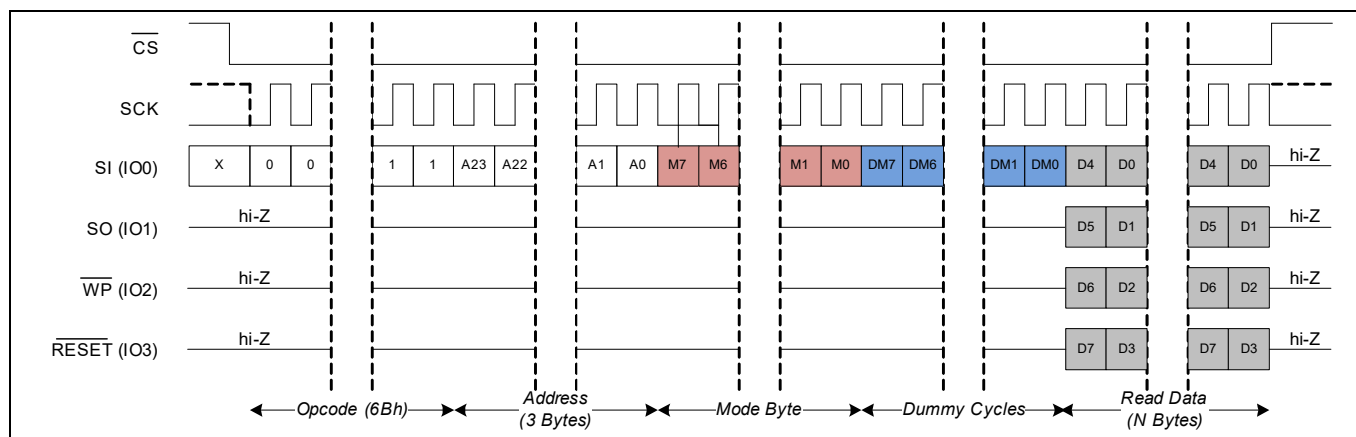 CS
SCK
SI (IO0) X 0 0 1 1 A23 A22 A1 A0 M7 M6 M1 M0 DM7 DM6 DM1 DM0 D4 D0 D4 D0 hi-Z
SO (IO1) hi-Z D5 D1 D5 D1 hi-Z
WP (IO2) hi-Z D6 D2 D6 D2 hi-Z
RESET (IO3) hi-Z D7 D3 D7 D3 hi-Z
Opcode (6Bh) Address (3 Bytes) Mode Byte Dummy Cycles Read Data (N Bytes)